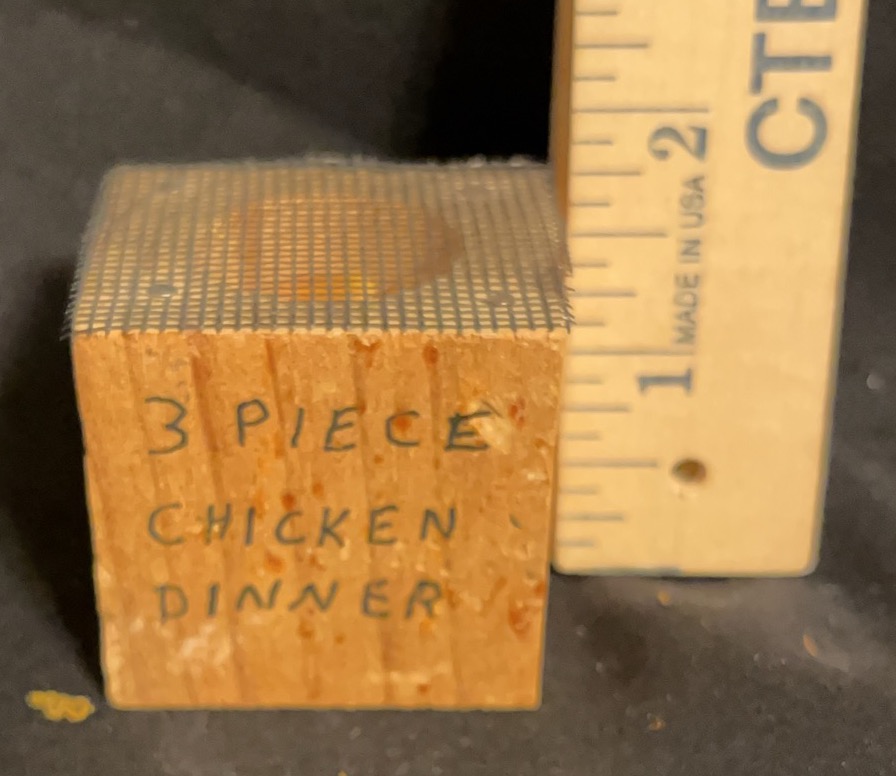 3 PIECE
CHICKEN
DINNER
1
MADE IN USA
2
CTE